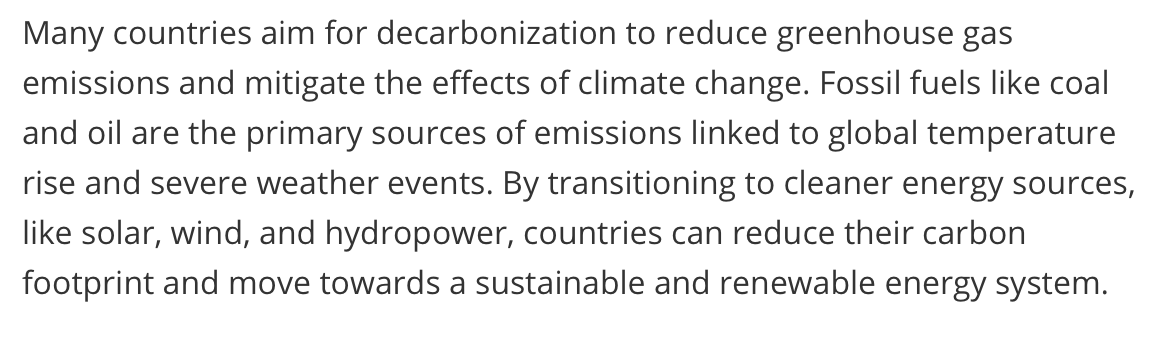 Many countries aim for decarbonization to reduce greenhouse gas
emissions and mitigate the effects of climate change. Fossil fuels like coal
and oil are the primary sources of emissions linked to global temperature
rise and severe weather events. By transitioning to cleaner energy sources,
like solar, wind, and hydropower, countries can reduce their carbon
footprint and move towards a sustainable and renewable energy system.